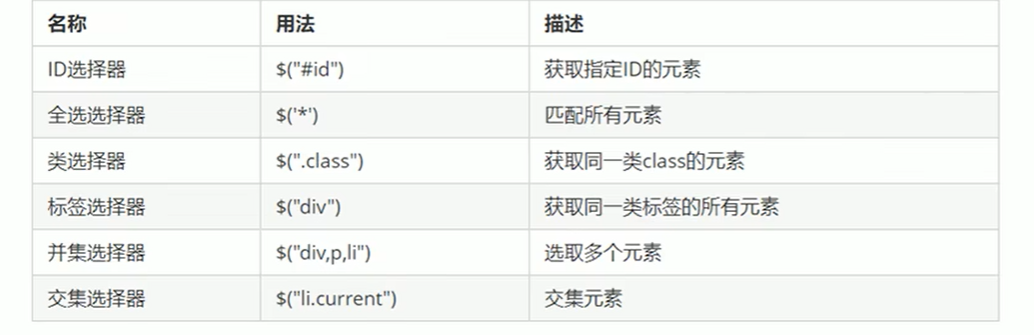 名称 用法 描述
ID选择器 $("#id") 获取指定ID的元素
全选选择器 $('*') 匹配所有元素
类选择器 $(".class") 获取同一类class的元素
标签选择器 $("div") 获取同一类标签的所有元素
并集选择器 $("div,p,li") 选取多个元素
交集选择器 $("li.current") 交集元素